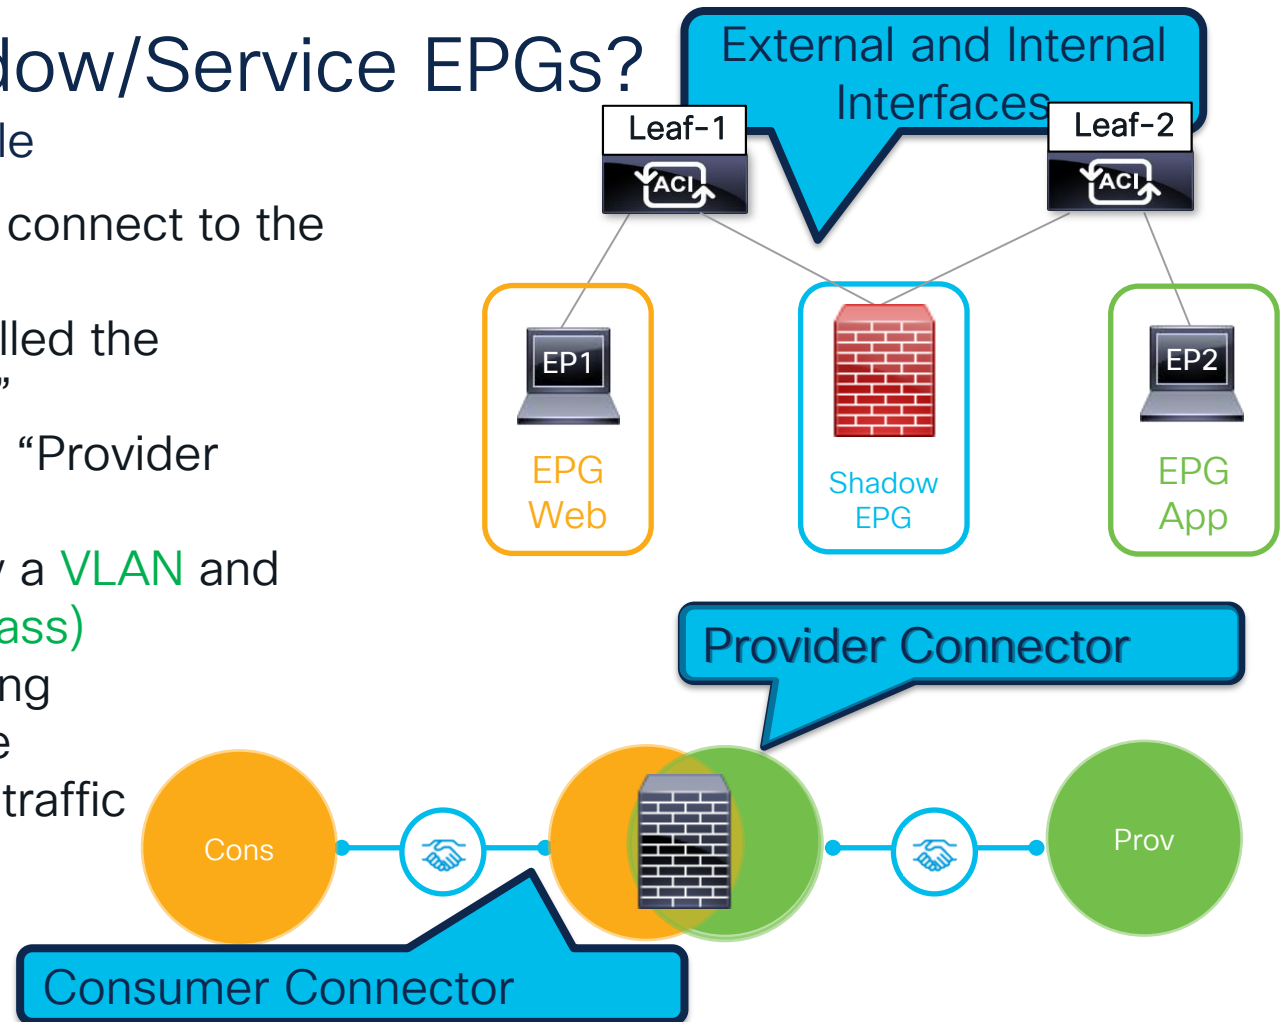 dow/Service EPGs?
External and Internal
Interfaces
Leaf-1
Leaf-2
ACI
ACI
le
connect to the
lled the
”
“Provider
y a VLAN and
ass)
ng
e
traffic
EP1
EP2
EPG
Web
Shadow
EPG
EPG
App
Provider Connector
Cons
Prov
Consumer Connector